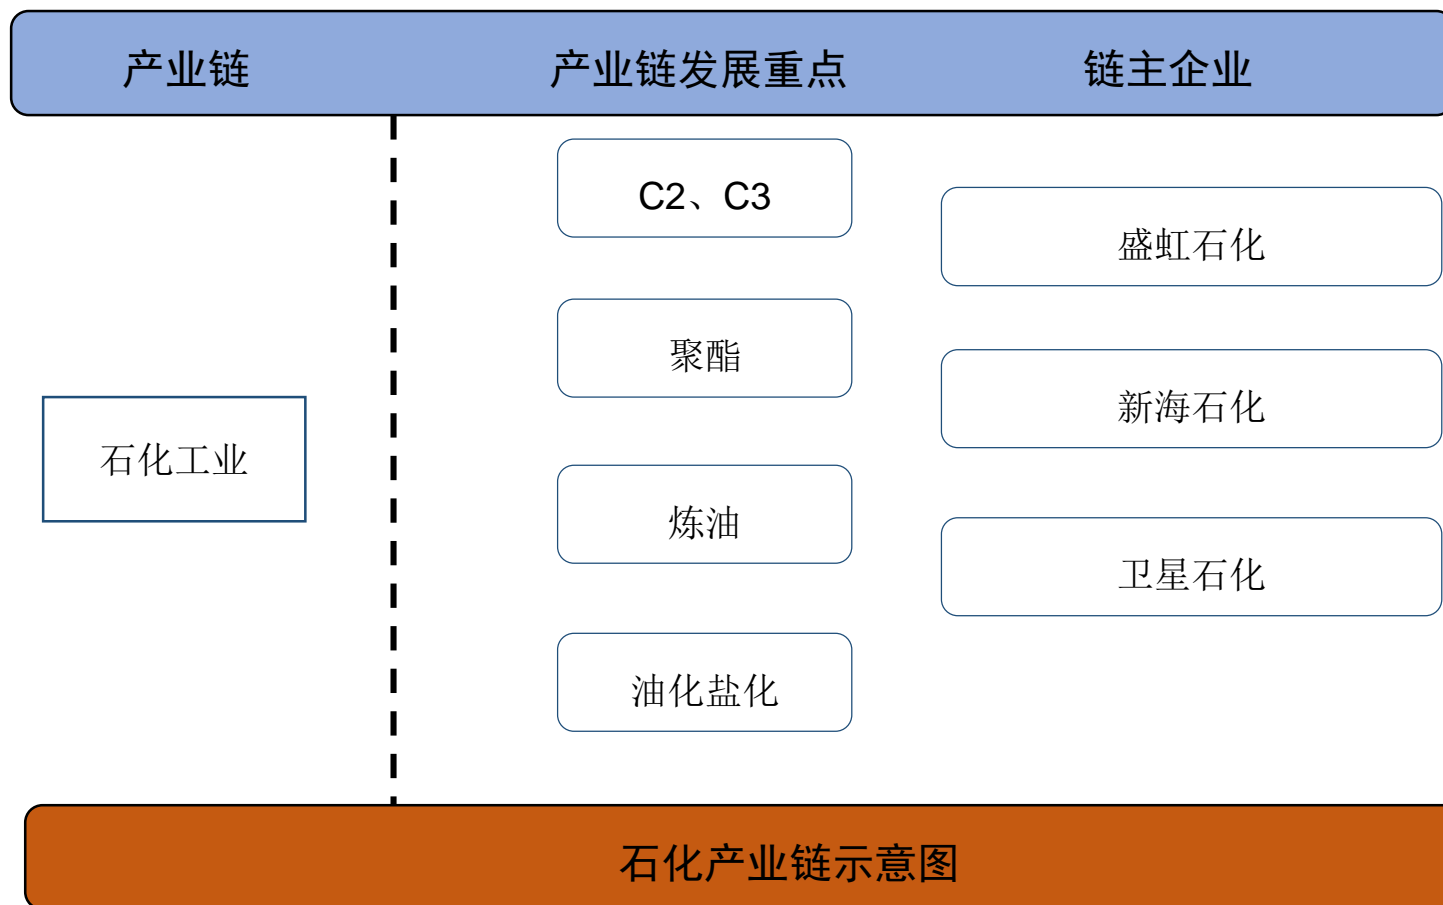 产业链 产业链发展重点 链主企业
C2、C3
盛虹石化
聚酯
新海石化
石化工业
炼油
卫星石化
油化盐化
石化产业链示意图